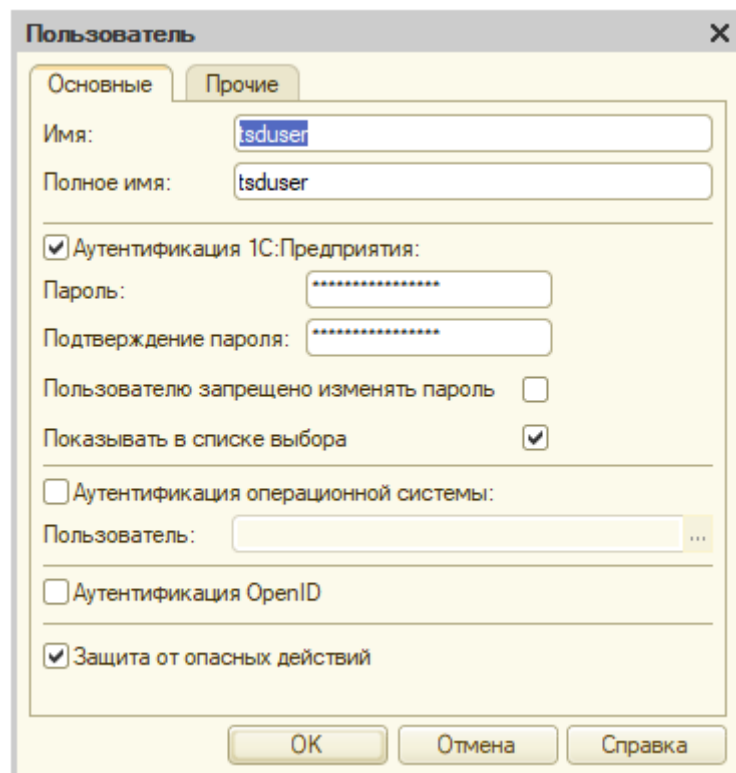 Пользователь
Основные Прочие
Имя: tsduser
Полное имя: tsduser
Аутентификация 1С:Предприятия:
Пароль: ****************
Подтверждение пароля: ****************
Пользователю запрещено изменять пароль
Показывать в списке выбора
Аутентификация операционной системы:
Пользователь: ...
Аутентификация OpenID
Защита от опасных действий
OK Отмена Справка